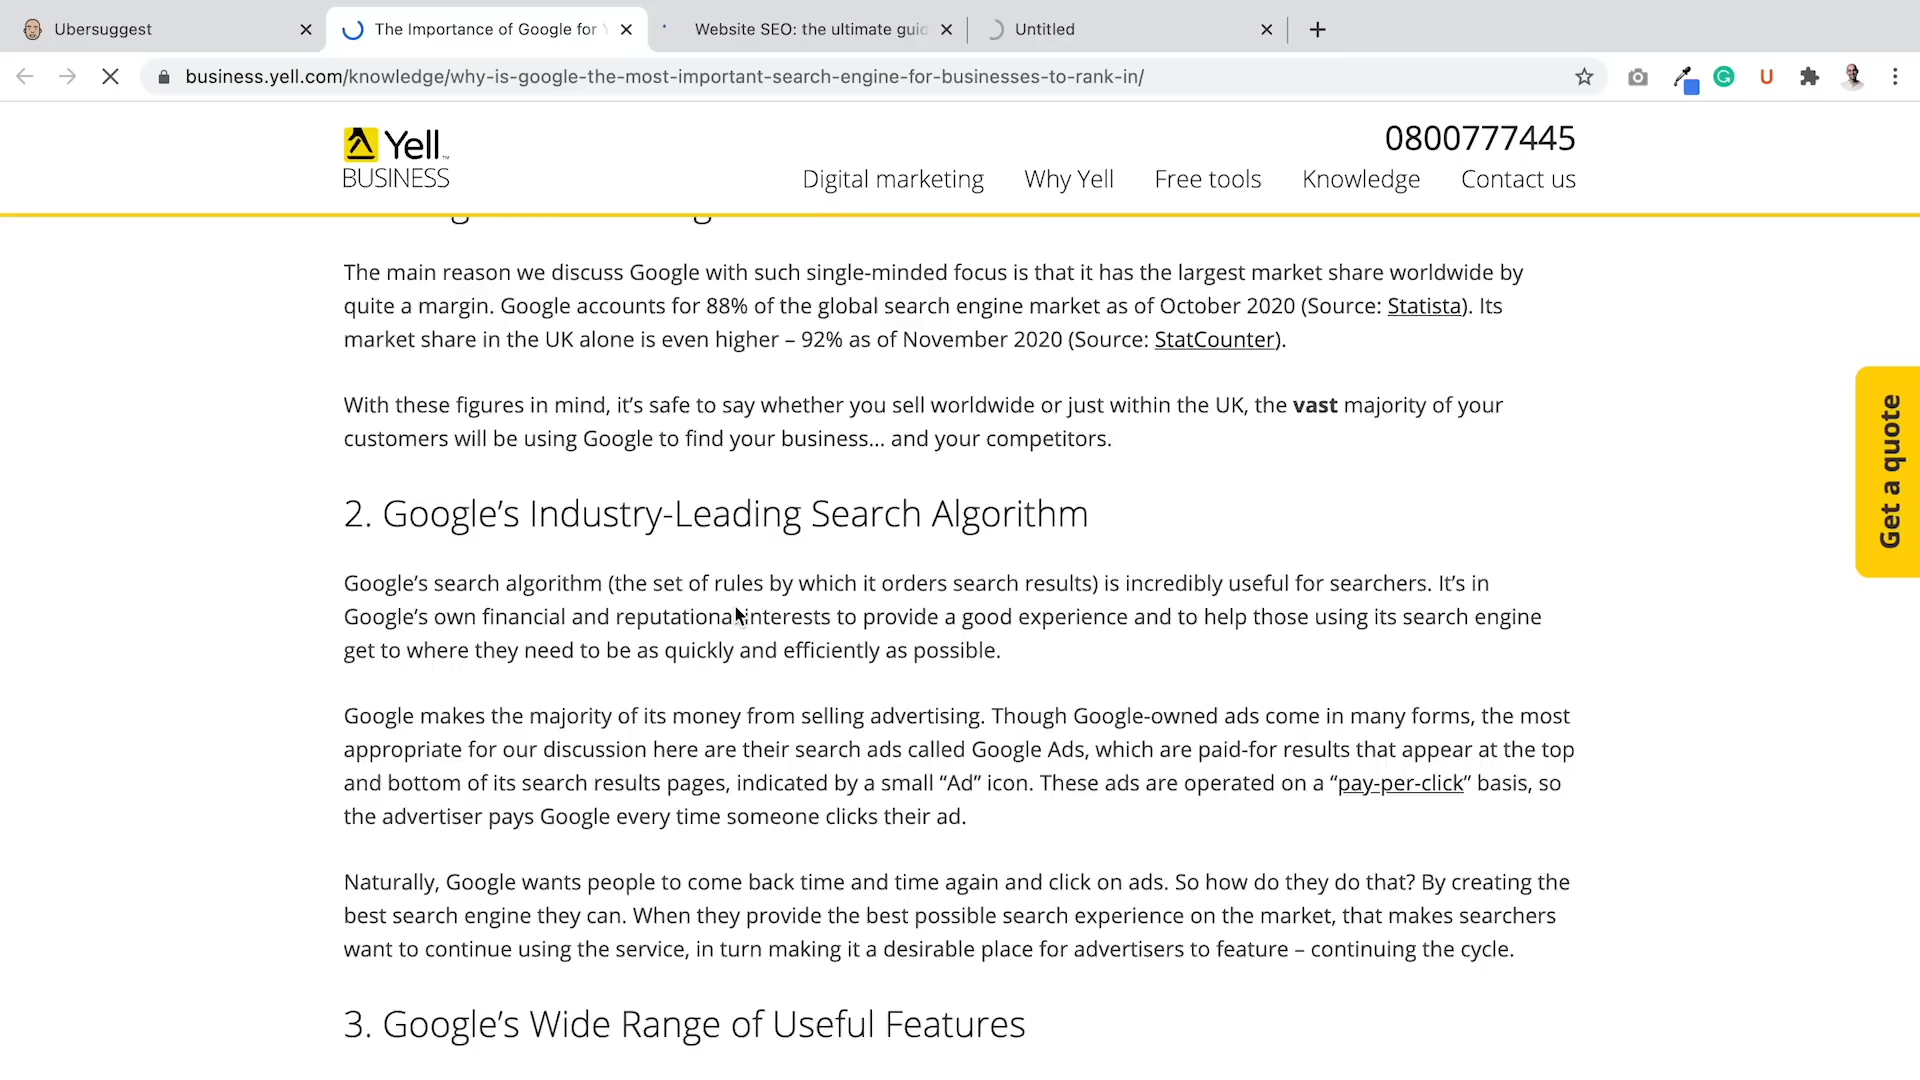 Ubersuggest
The Importance of Google for
Website SEO: the ultimate guid
Untitled
business.yell.com/knowledge/why-is-google-the-most-important-search-engine-for-businesses-to-rank-in/
Yell
BUSINESS
0800777445
Digital marketing
Why Yell
Free tools
Knowledge
Contact us
The main reason we discuss Google with such single-minded focus is that it has the largest market share worldwide by
quite a margin. Google accounts for 88% of the global search engine market as of October 2020 (Source: Statista). Its
market share in the UK alone is even higher – 92% as of November 2020 (Source: StatCounter).
With these figures in mind, it’s safe to say whether you sell worldwide or just within the UK, the vast majority of your
customers will be using Google to find your business… and your competitors.
Get a quote
2. Google’s Industry-Leading Search Algorithm
Google’s search algorithm (the set of rules by which it orders search results) is incredibly useful for searchers. It’s in
Google’s own financial and reputational interests to provide a good experience and to help those using its search engine
get to where they need to be as quickly and efficiently as possible.
Google makes the majority of its money from selling advertising. Though Google-owned ads come in many forms, the most
appropriate for our discussion here are their search ads called Google Ads, which are paid-for results that appear at the top
and bottom of its search results pages, indicated by a small “Ad” icon. These ads are operated on a “pay-per-click” basis, so
the advertiser pays Google every time someone clicks their ad.
Naturally, Google wants people to come back time and time again and click on ads. So how do they do that? By creating the
best search engine they can. When they provide the best possible search experience on the market, that makes searchers
want to continue using the service, in turn making it a desirable place for advertisers to feature – continuing the cycle.
3. Google’s Wide Range of Useful Features